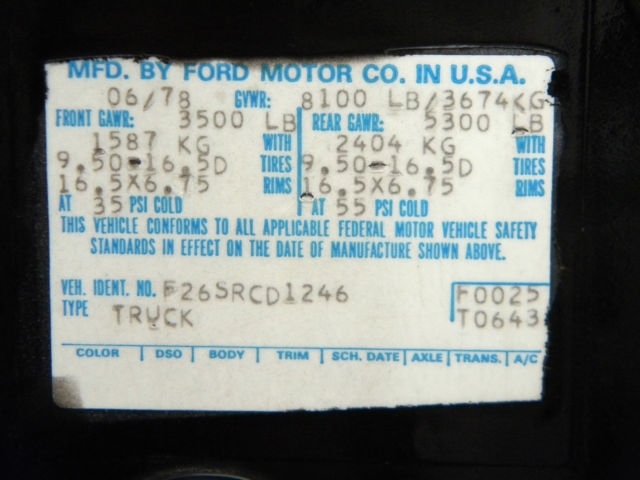 MFD. BY FORD MOTOR CO. IN U.S.A.
06/78 GVWR: 8100 LB/3674KG
FRONT GAWR: 3500 LB REAR GAWR: 5300 LB
1587 KG WITH 2404 KG WITH
9.50-16.5D TIRES 9.50-16.5D TIRES
16.5X6.75 RIMS 16.5X6.75 RIMS
AT 35 PSI COLD AT 55 PSI COLD
THIS VEHICLE CONFORMS TO ALL APPLICABLE FEDERAL MOTOR VEHICLE SAFETY
STANDARDS IN EFFECT ON THE DATE OF MANUFACTURE SHOWN ABOVE.
VEH. IDENT. NO. F26SRCD1246 F0025
TYPE TRUCK T0643
COLOR DSO BODY TRIM SCH. DATE AXLE TRANS. A/C